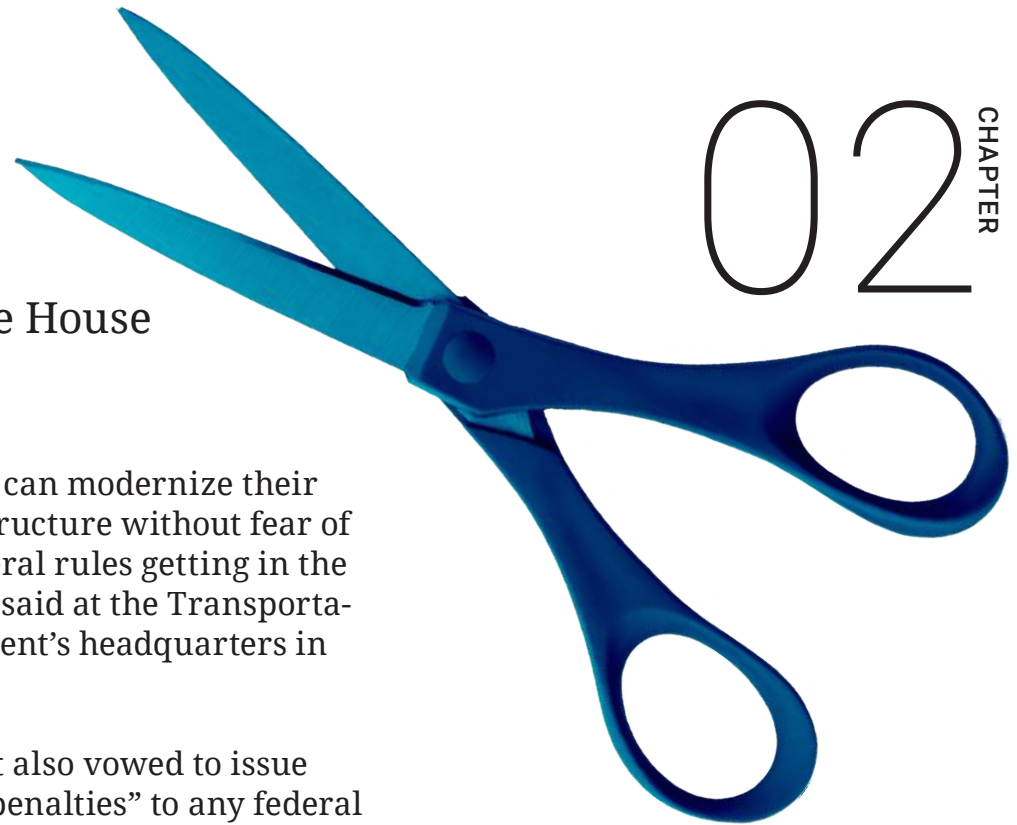 02
CHAPTER
e House
can modernize their
ructure without fear of
ral rules getting in the
said at the Transporta-
ent’s headquarters in
also vowed to issue
penalties” to any federal